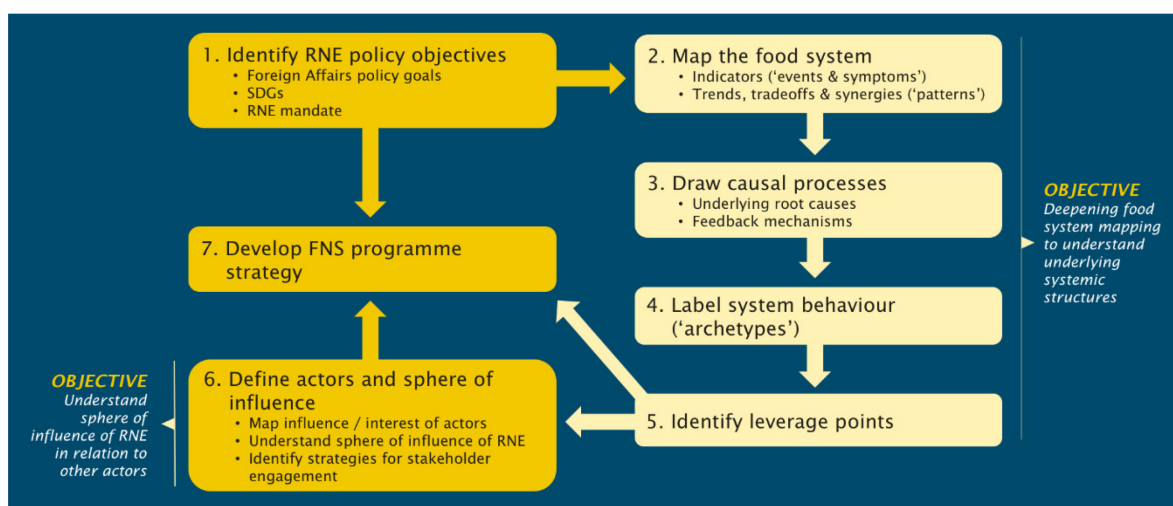 1. Identify RNE policy objectives
• Foreign Affairs policy goals
• SDGs
• RNE mandate
2. Map the food system
• Indicators (‘events & symptoms’)
• Trends, tradeoffs & synergies (‘patterns’)
3. Draw causal processes
• Underlying root causes
• Feedback mechanisms
OBJECTIVE
Deepening food
system mapping
to understand
underlying
systemic
structures
7. Develop FNS programme
strategy
4. Label system behaviour
(‘archetypes’)
OBJECTIVE
Understand
sphere of
influence of RNE
in relation to
other actors
6. Define actors and sphere of
influence
• Map influence / interest of actors
• Understand sphere of influence of RNE
• Identify strategies for stakeholder
engagement
5. Identify leverage points